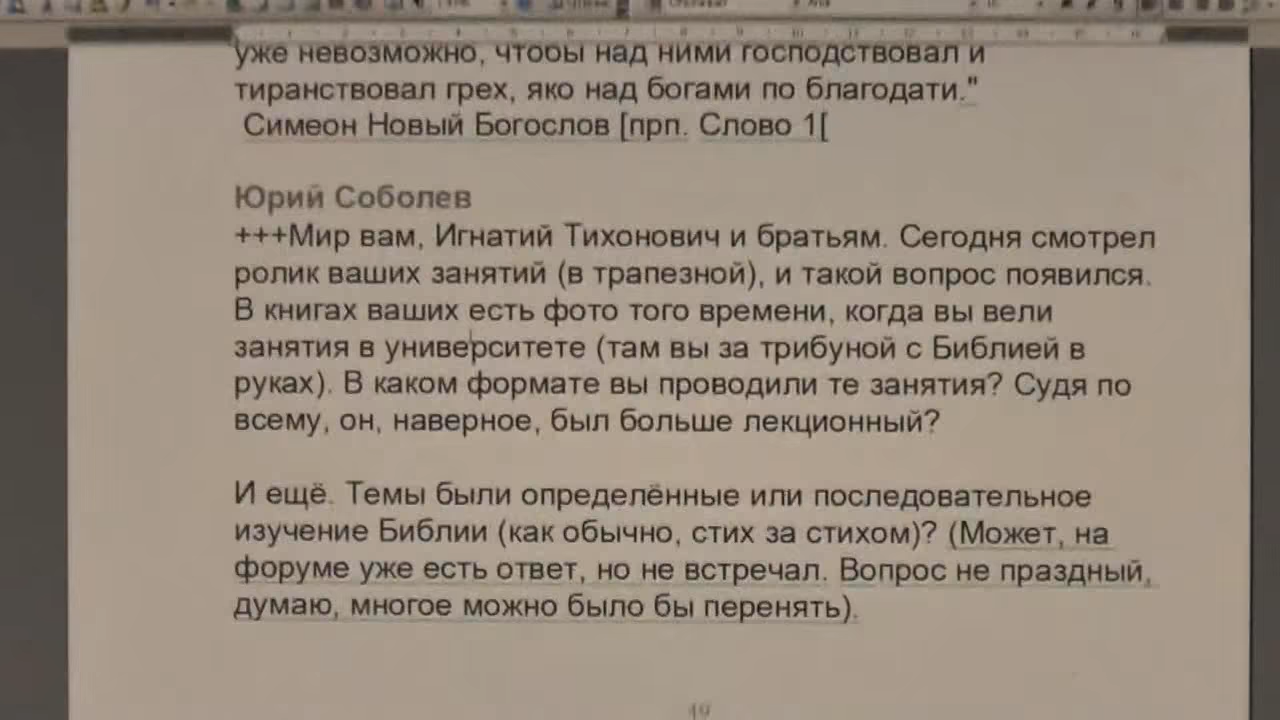 уже невозможно, чтобы над ними господствовал и
тиранствовал грех, яко над богами по благодати."
Симеон Новый Богослов [прп. Слово 1[
Юрий Соболев
+++Мир вам, Игнатий Тихонович и братьям. Сегодня смотрел
ролик ваших занятий (в трапезной), и такой вопрос появился.
В книгах ваших есть фото того времени, когда вы вели
занятия в университете (там вы за трибуной с Библией в
руках). В каком формате вы проводили те занятия? Судя по
всему, он, наверное, был больше лекционный?
И ещё. Темы были определённые или последовательное
изучение Библии (как обычно, стих за стихом)? (Может, на
форуме уже есть ответ, но не встречал. Вопрос не праздный,
думаю, многое можно было бы перенять).
49